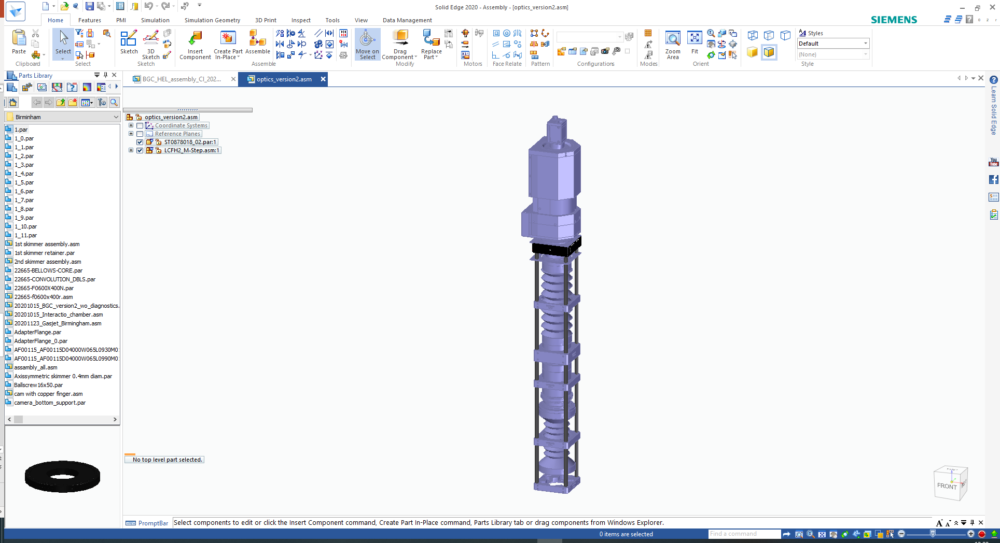 Solid Edge 2020 - Assembly - [optics_version2.asm]
Home Features PMI Simulation Simulation Geometry 3D Print Inspect Tools View Data Management
SIEMENS
Paste
Clipboard
Select
Select
Sketch
3D Sketch
Sketch
Insert Component
Create Part In-Place
Assemble
Assemble
Move on Select
Drag Component
Replace Part
Modify
Motors
Face Relate
Pattern
Configurations
Modes
Zoom Area
Fit
Orient
Styles
Default
(None)
Style
Parts Library
BGC_HEL_assembly_CI_202...
optics_version2.asm
Birminham
1.par
1_0.par
1_1.par
1_2.par
1_3.par
1_4.par
1_5.par
1_6.par
1_7.par
1_8.par
1_9.par
1_10.par
1_11.par
1st skimmer assembly.asm
1st skimmer retainer.par
2nd skimmer assembly.asm
22665-BELLOWS-CORE.par
22665-CONVOLUTION_DBLS.par
22665-F0600X400N.par
22665-f0600x400r.asm
20201015_BGC_version2_wo_diagnostics.
20201015_Interactio_chamber.asm
20201123_Gasjet_Birmingham.asm
AdapterFlange.par
AdapterFlange_0.par
AF00115_AF00115D04000W065L0930M0
AF00115_AF00115D04000W065L0990M0
assambly_all.asm
Axissymmetric skimmer 0.4mm diam.par
Ballscrew16x50.par
cam with copper finger.asm
camera_bottom_support.par
optics_version2.asm
Coordinate Systems
Reference Planes
ST0878018_02.par:1
LCFH2_M-Step.asm:1
No top level part selected.
Learn Solid Edge
You Tube
FRONT
PromptBar
Select components to edit or click the Insert Component command, Create Part In-Place command, Parts Library tab or drag components from Windows Explorer.
0 items are selected
Find a command